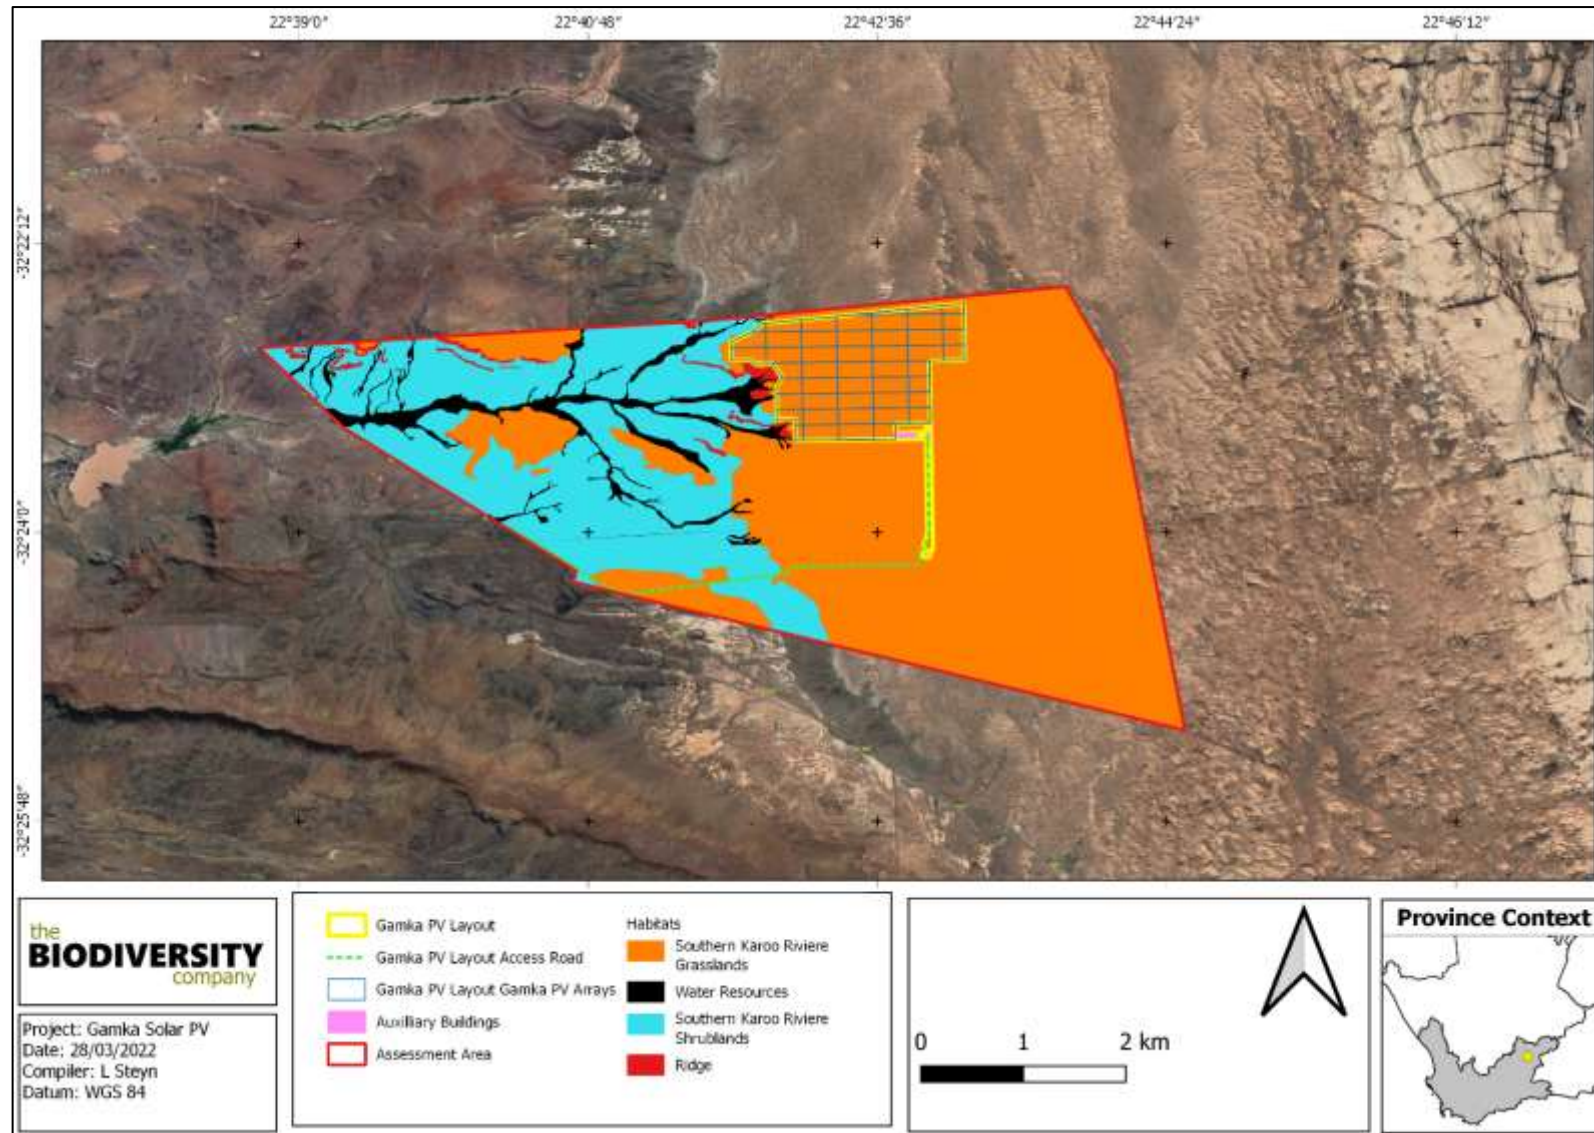 22°39'0"
22°40'48"
22°42'36"
22°44'24"
22°46'12"
-32°22'12"
-32°24'0"
-32°25'48"
the
BIODIVERSITY
company
Project: Gamka Solar PV
Date: 28/03/2022
Compiler: L Steyn
Datum: WGS 84
Gamka PV Layout
Gamka PV Layout Access Road
Gamka PV Layout Gamka PV Arrays
Auxilliary Buildings
Assessment Area
Habitats
Southern Karoo Riviere
Grasslands
Water Resources
Southern Karoo Riviere
Shrublands
Ridge
0 1 2 km
Province Context